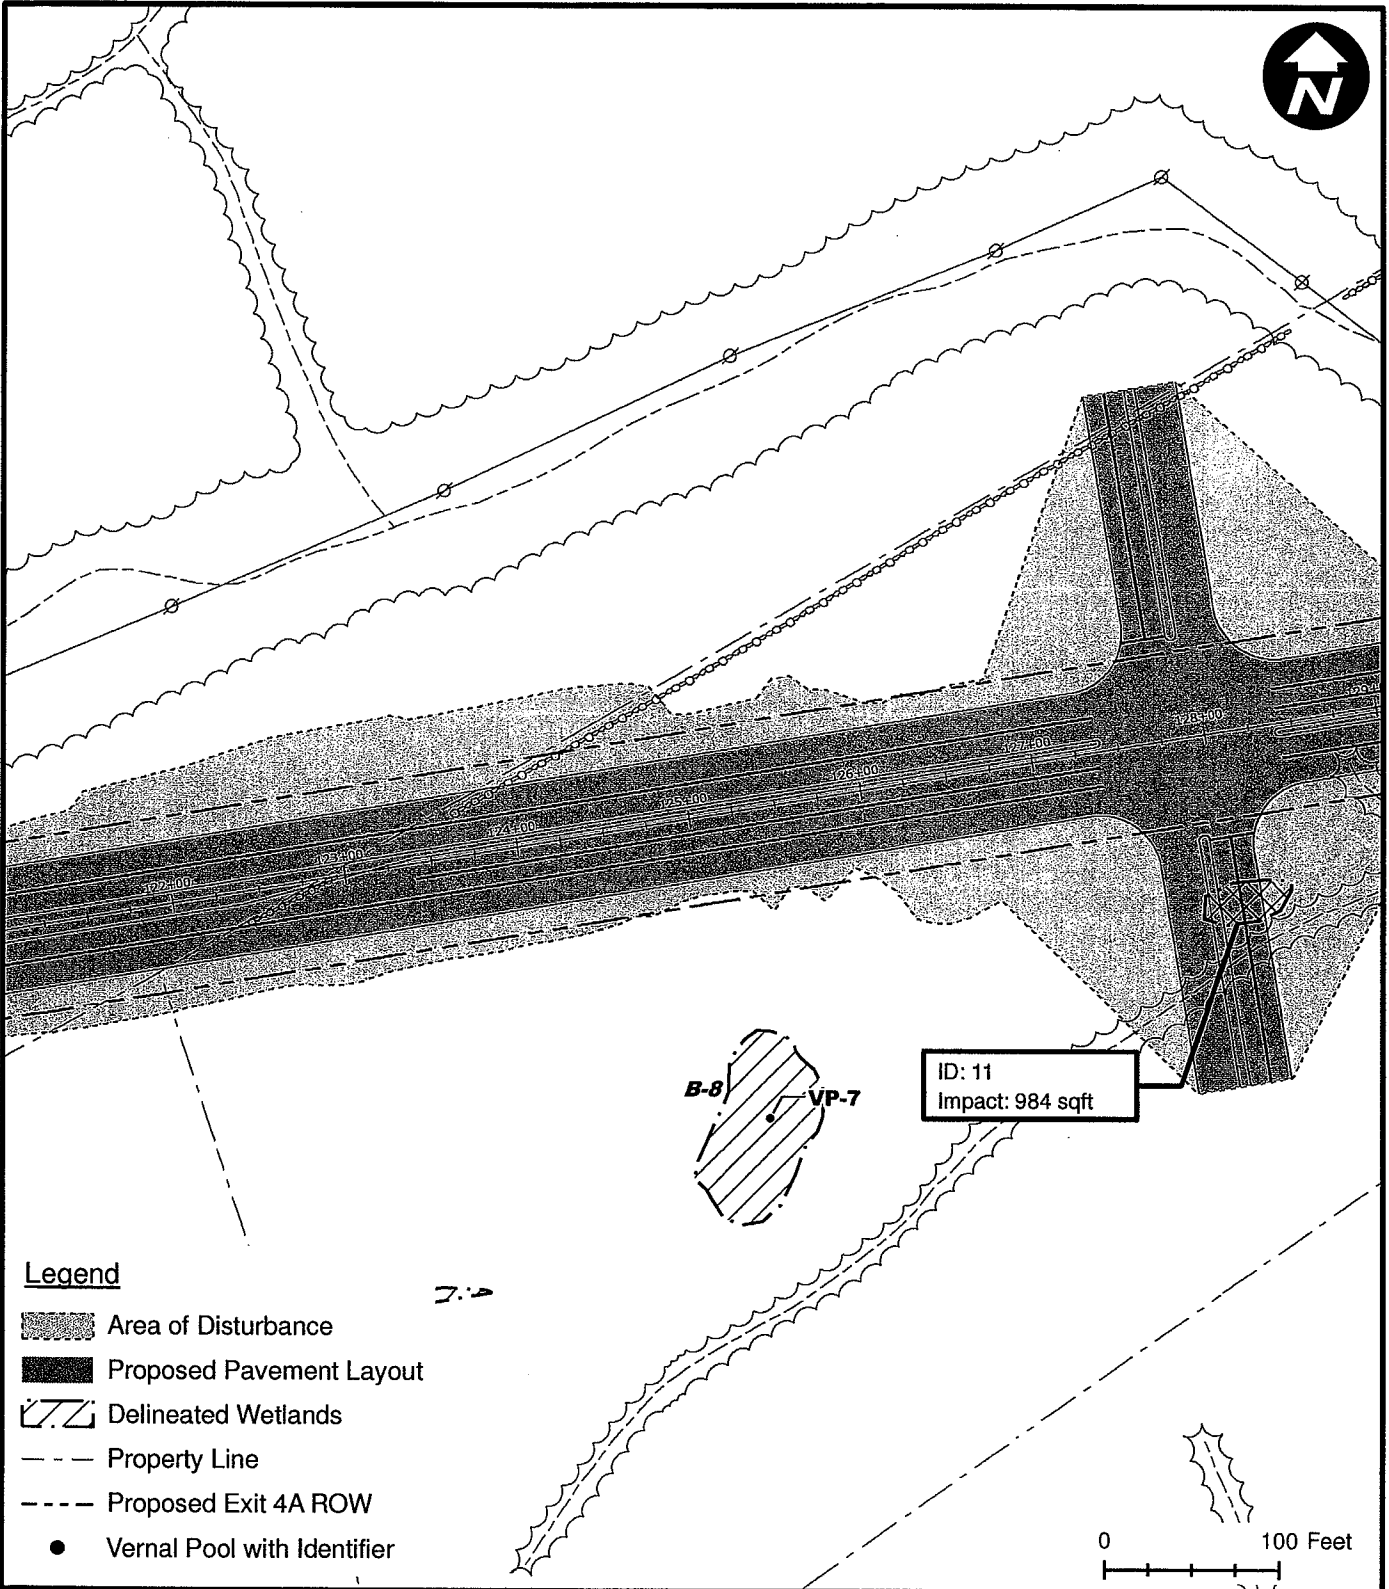 N
129+00
128+00
127+00
126+00
125+00
124+00
123+00
122+00
ID: 11
Impact: 984 sqft
B-8
VP-7
Legend
Area of Disturbance
Proposed Pavement Layout
Delineated Wetlands
Property Line
Proposed Exit 4A ROW
Vernal Pool with Identifier
0 100 Feet